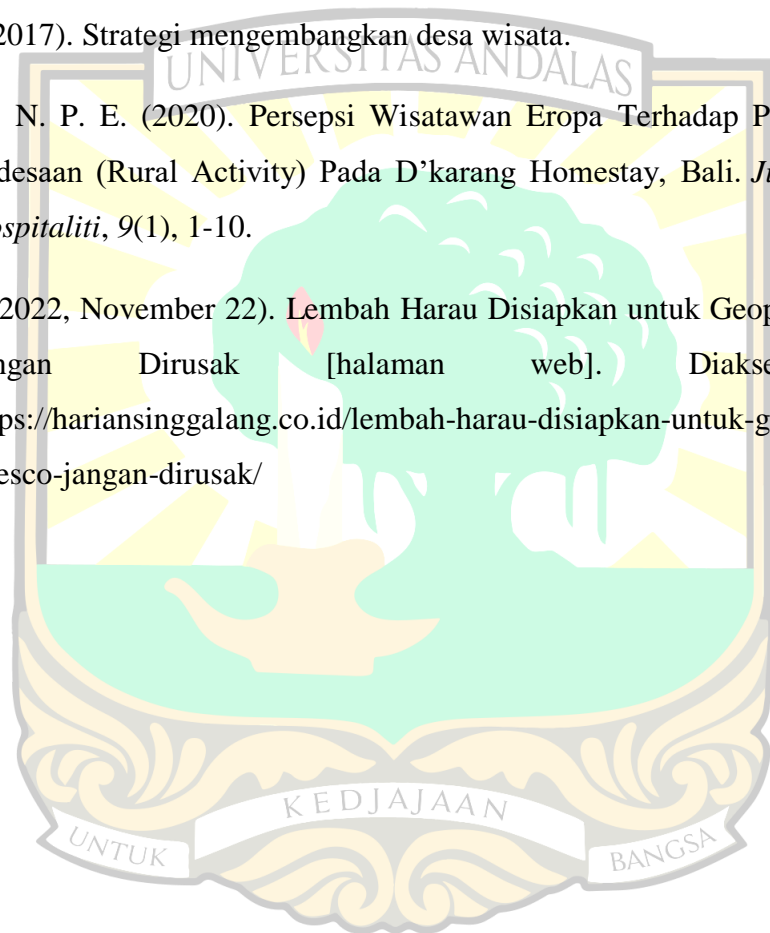 2017). Strategi mengembangkan desa wisata.
UNIVERSITAS ANDALAS
N. P. E. (2020). Persepsi Wisatawan Eropa Terhadap P
desaan (Rural Activity) Pada D’karang Homestay, Bali. Ju
ospitaliti, 9(1), 1-10.
2022, November 22). Lembah Harau Disiapkan untuk Geop
ngan Dirusak [halaman web]. Diakse
ps://hariansinggalang.co.id/lembah-harau-disiapkan-untuk-g
esco-jangan-dirusak/
KEDJAJAAN
UNTUK BANGSA